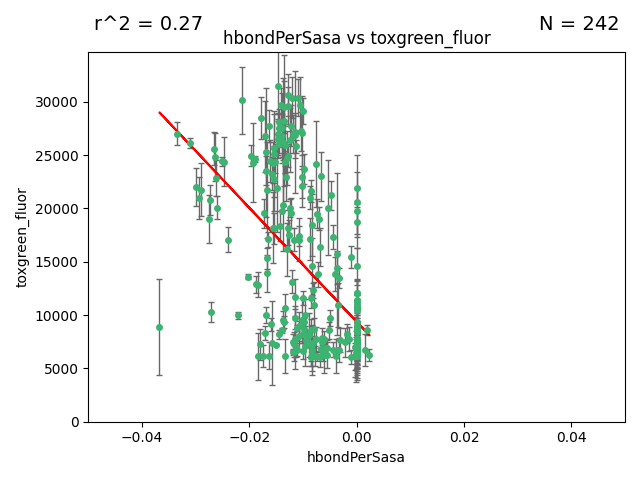 r^2 = 0.27
N = 242
hbondPerSasa vs toxgreen_fluor
30000
25000
20000
15000
10000
5000
0
toxgreen_fluor
−0.04
−0.02
0.00
0.02
0.04
hbondPerSasa